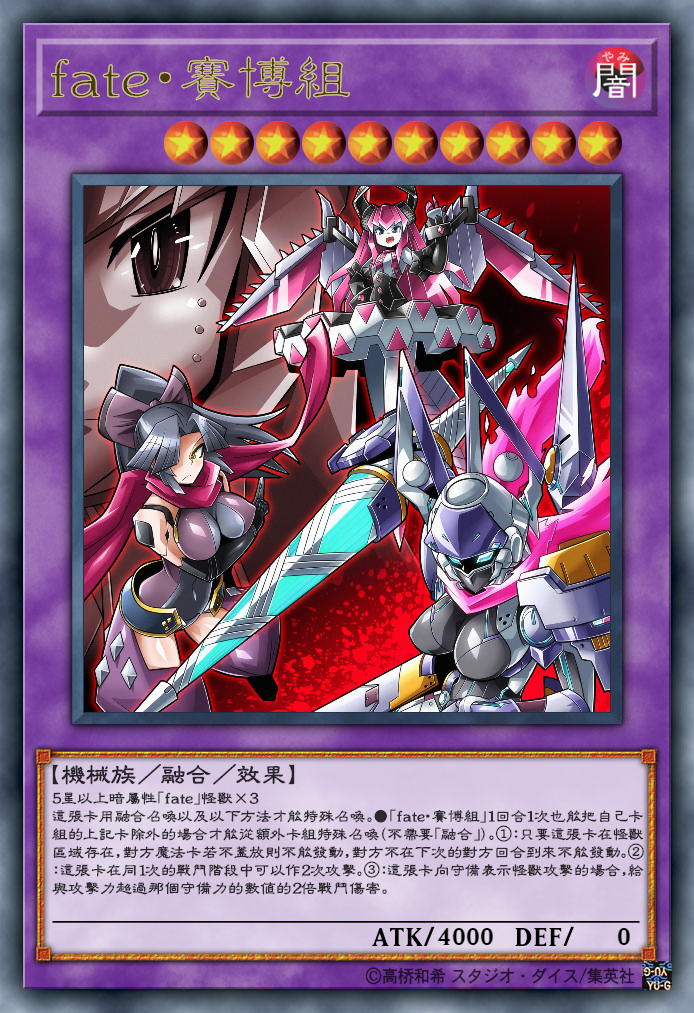 fate・賽博組
やみ
闇
【機械族／融合／效果】
5星以上暗屬性「fate」怪獸×3
這張卡用融合召喚以及以下方法才能特殊召喚。●「fate・賽博組」1回合1次也能把自己卡
組的上記卡除外的場合才能從額外卡組特殊召喚(不需要「融合」)。①：只要這張卡在怪獸
區域存在,對方魔法卡若不蓋放則不能發動,對方不在下次的對方回合到來不能發動。②
：這張卡在同1次的戰鬥階段中可以作2次攻擊。③：這張卡向守備表示怪獸攻擊的場合,給
與攻擊力超過那個守備力的數值的2倍戰鬥傷害。
ATK/4000 DEF/ 0
©高桥和希 スタジオ・ダイス/集英社
YU-G